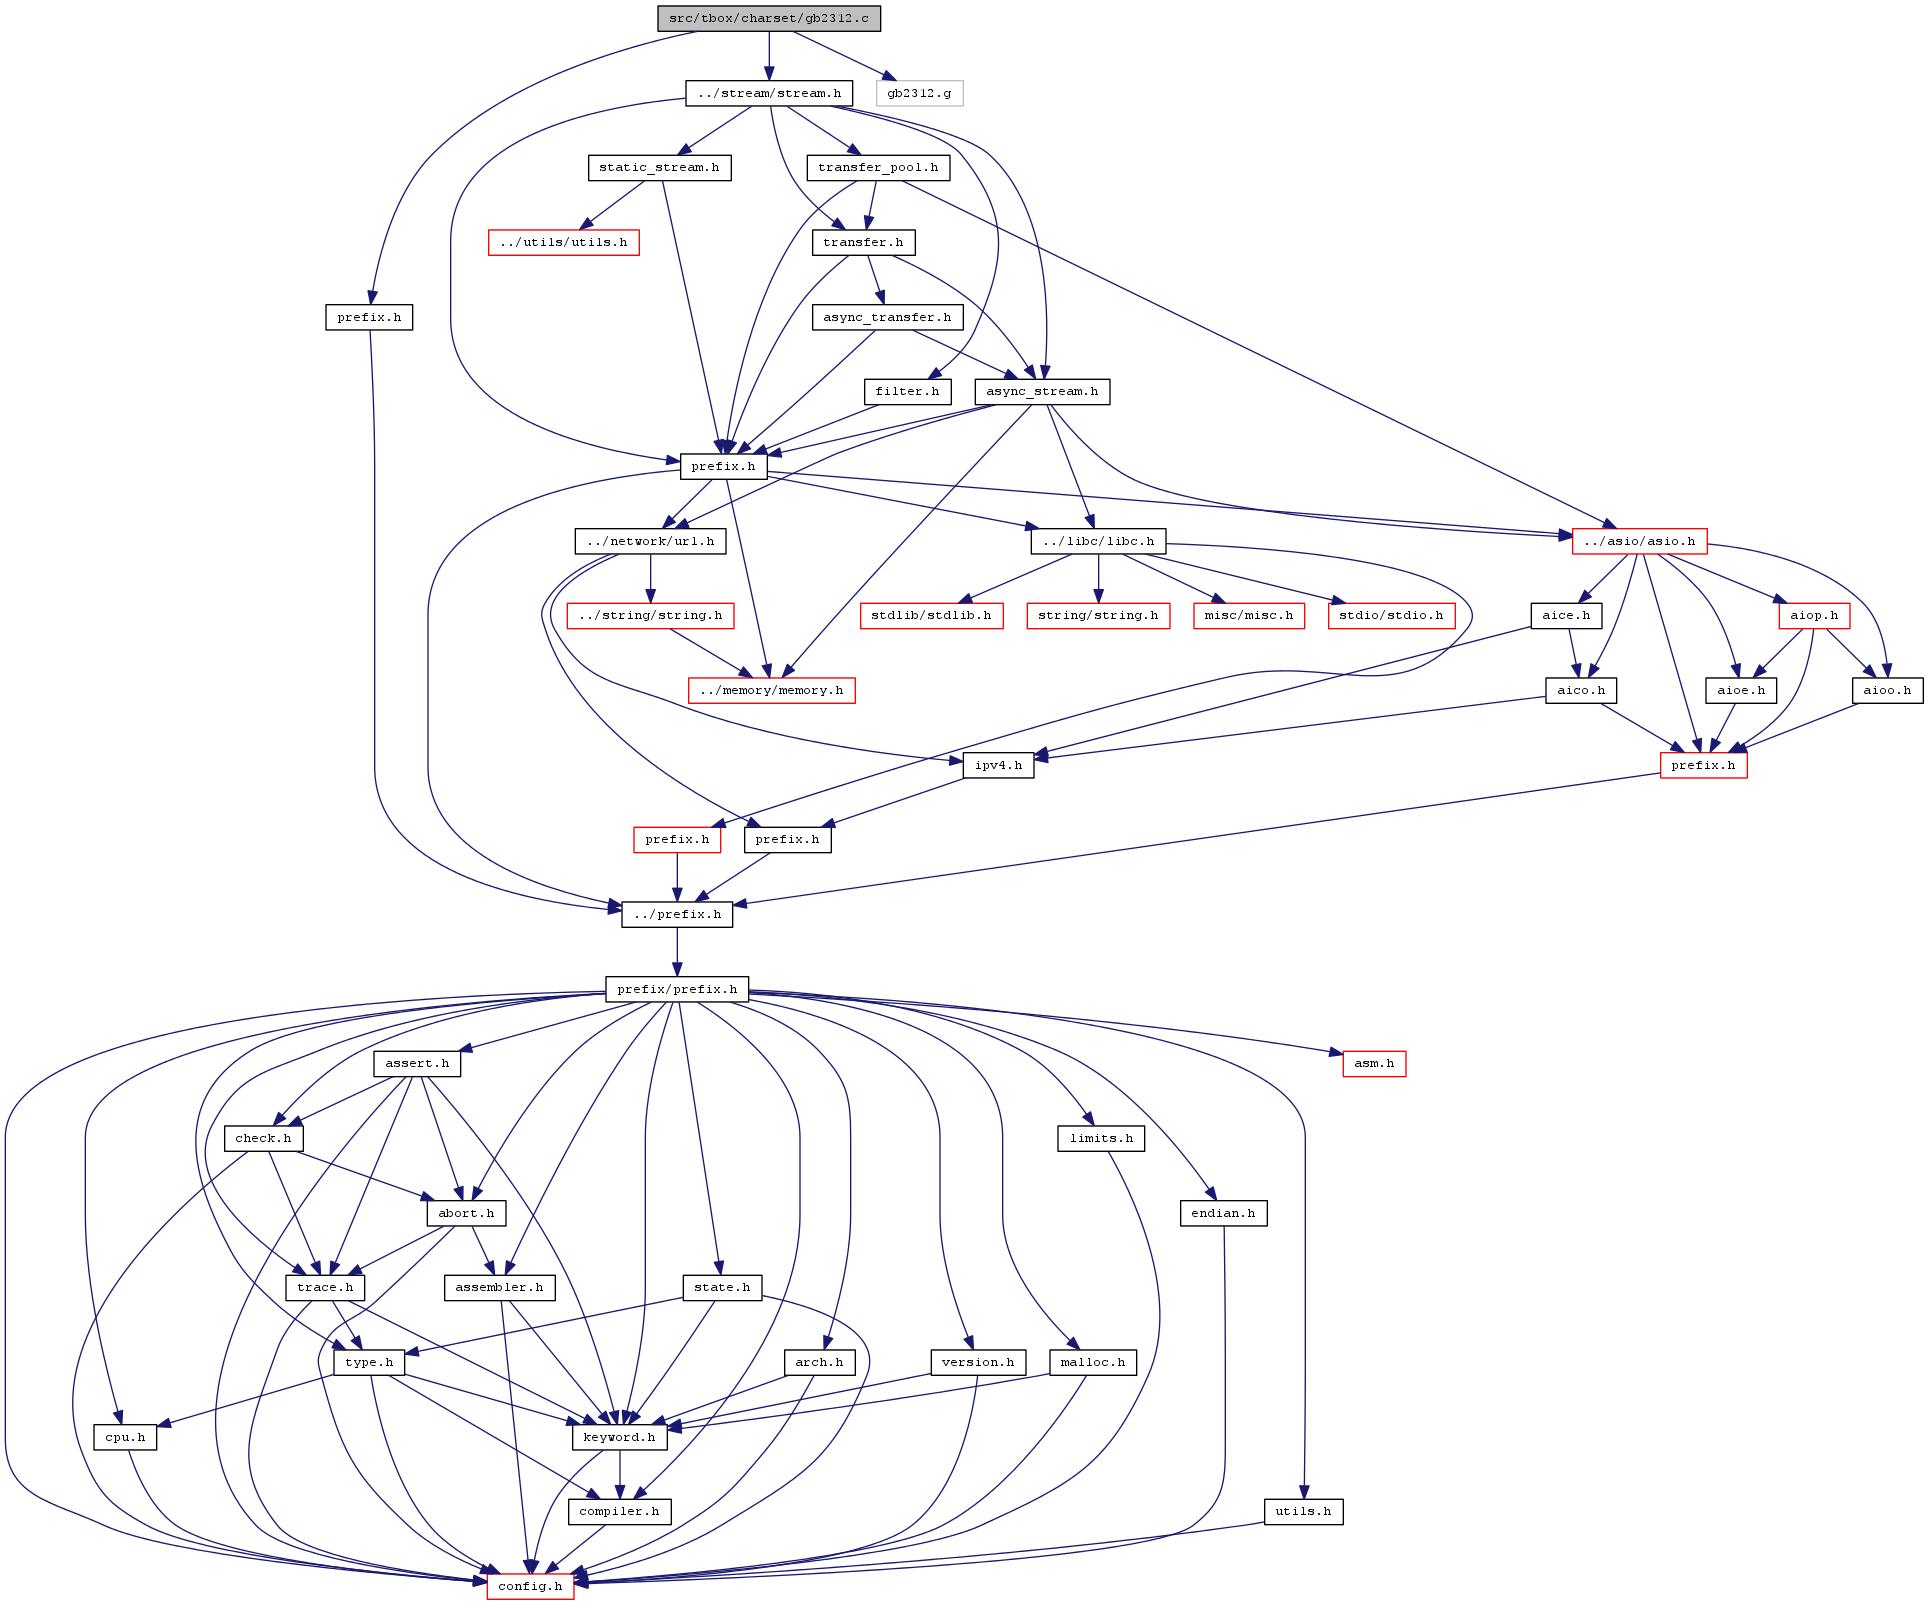 src/tbox/charset/gb2312.c
../stream/stream.h
gb2312.g
static_stream.h
transfer_pool.h
../utils/utils.h
transfer.h
prefix.h
async_transfer.h
filter.h
async_stream.h
prefix.h
../network/url.h
../libc/libc.h
../asio/asio.h
../string/string.h
stdlib/stdlib.h
string/string.h
misc/misc.h
stdio/stdio.h
aice.h
aiop.h
../memory/memory.h
aico.h
aioe.h
aioo.h
ipv4.h
prefix.h
prefix.h
prefix.h
../prefix.h
prefix/prefix.h
assert.h
asm.h
check.h
limits.h
abort.h
endian.h
trace.h
assembler.h
state.h
type.h
arch.h
version.h
malloc.h
cpu.h
keyword.h
compiler.h
utils.h
config.h